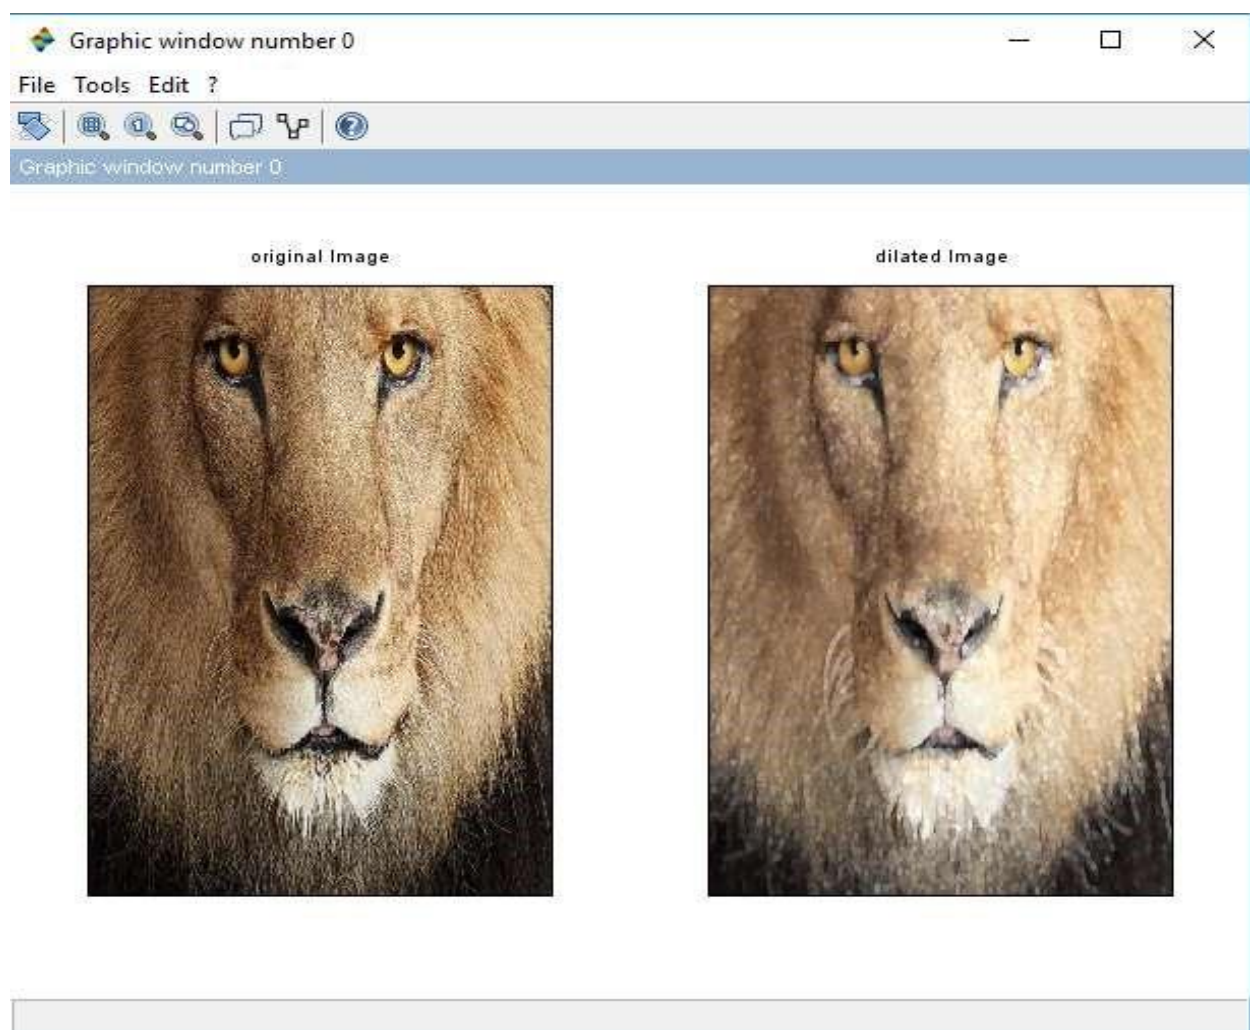 Graphic window number 0
File Tools Edit ?
Graphic window number 0
original Image
dilated Image